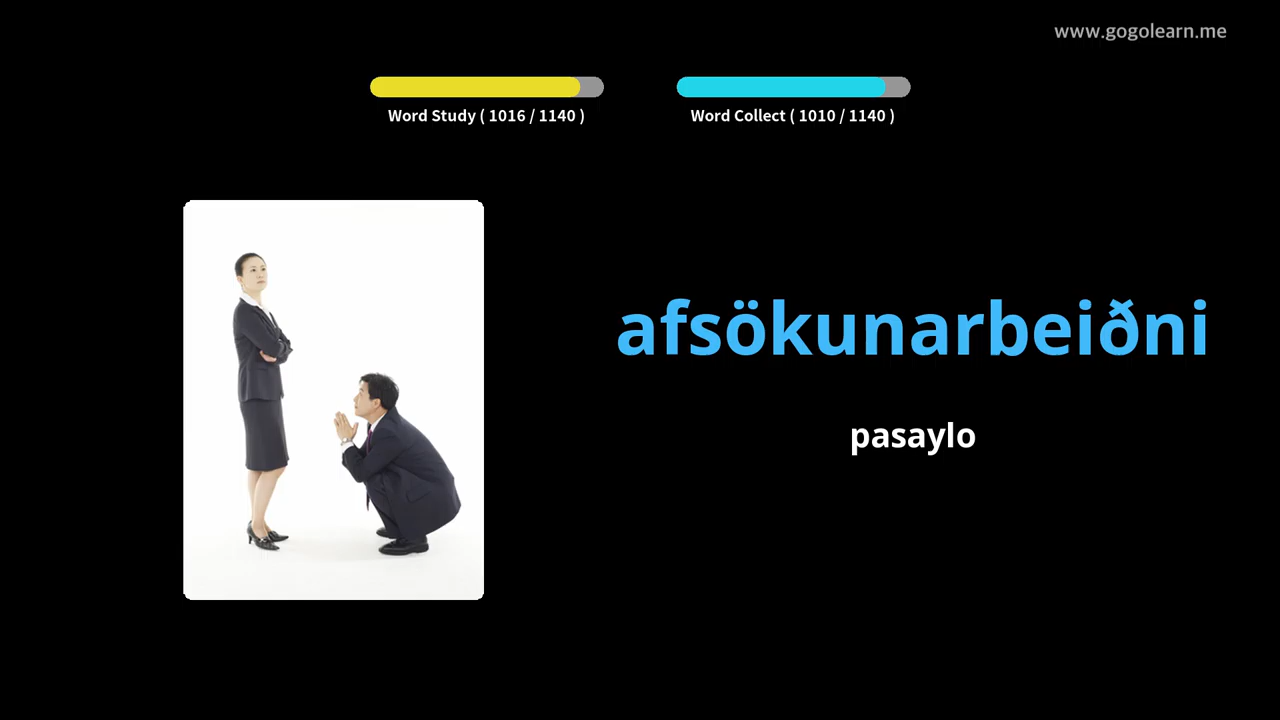 www.gogolearn.me
Word Study ( 1016 / 1140 )
Word Collect ( 1010 / 1140 )
afsökunarbeiðni
pasaylo